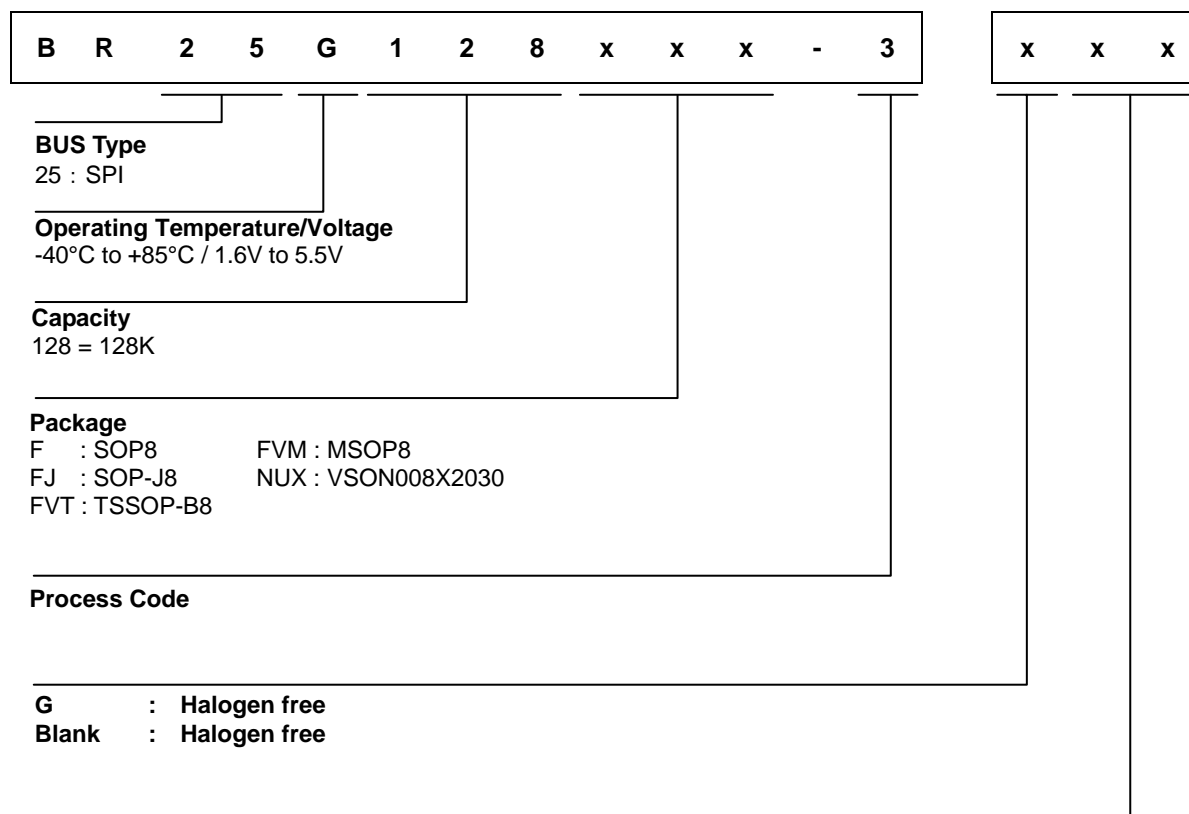 B R 2 5 G 1 2 8 x x x - 3 x x x
BUS Type
25 : SPI
Operating Temperature/Voltage
-40°C to +85°C / 1.6V to 5.5V
Capacity
128 = 128K
Package
F : SOP8 FVM : MSOP8
FJ : SOP-J8 NUX : VSON008X2030
FVT : TSSOP-B8
Process Code
G : Halogen free
Blank : Halogen free